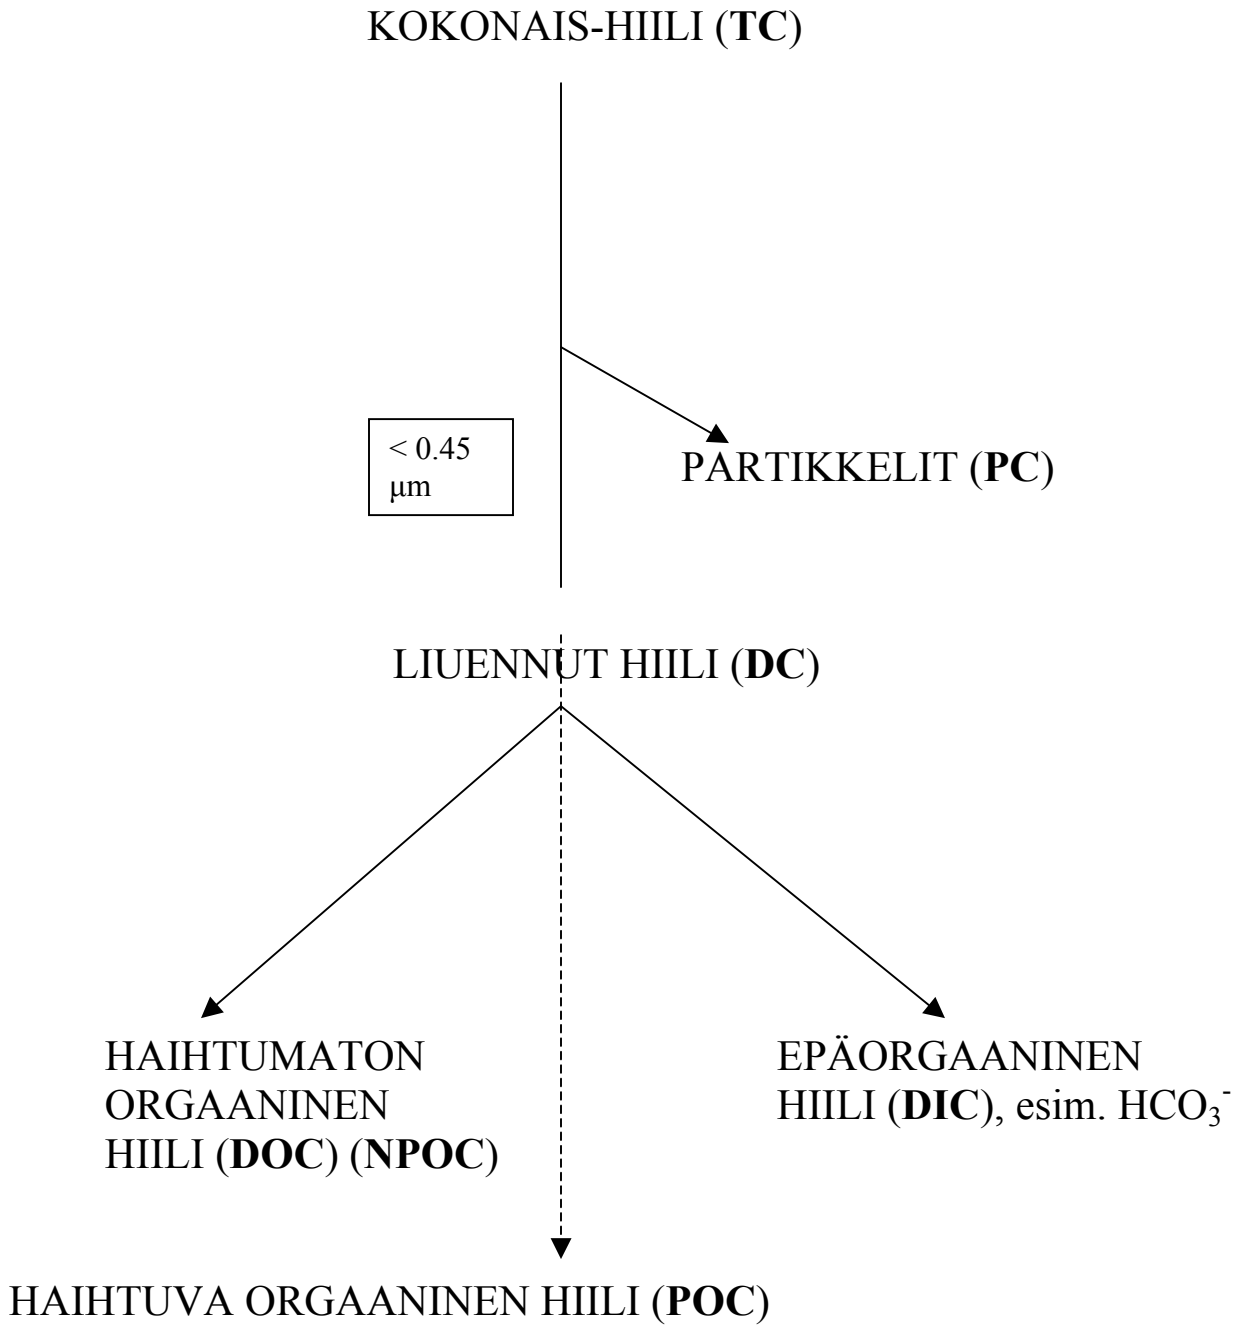 KOKONAIS-HIILI (TC)
< 0.45
μm
PARTIKKELIT (PC)
LIUENNUT HIILI (DC)
HAIHTUMATON
ORGAANINEN
HIILI (DOC) (NPOC)
EPÄORGAANINEN
HIILI (DIC), esim. HCO₃⁻
HAIHTUVA ORGAANINEN HIILI (POC)